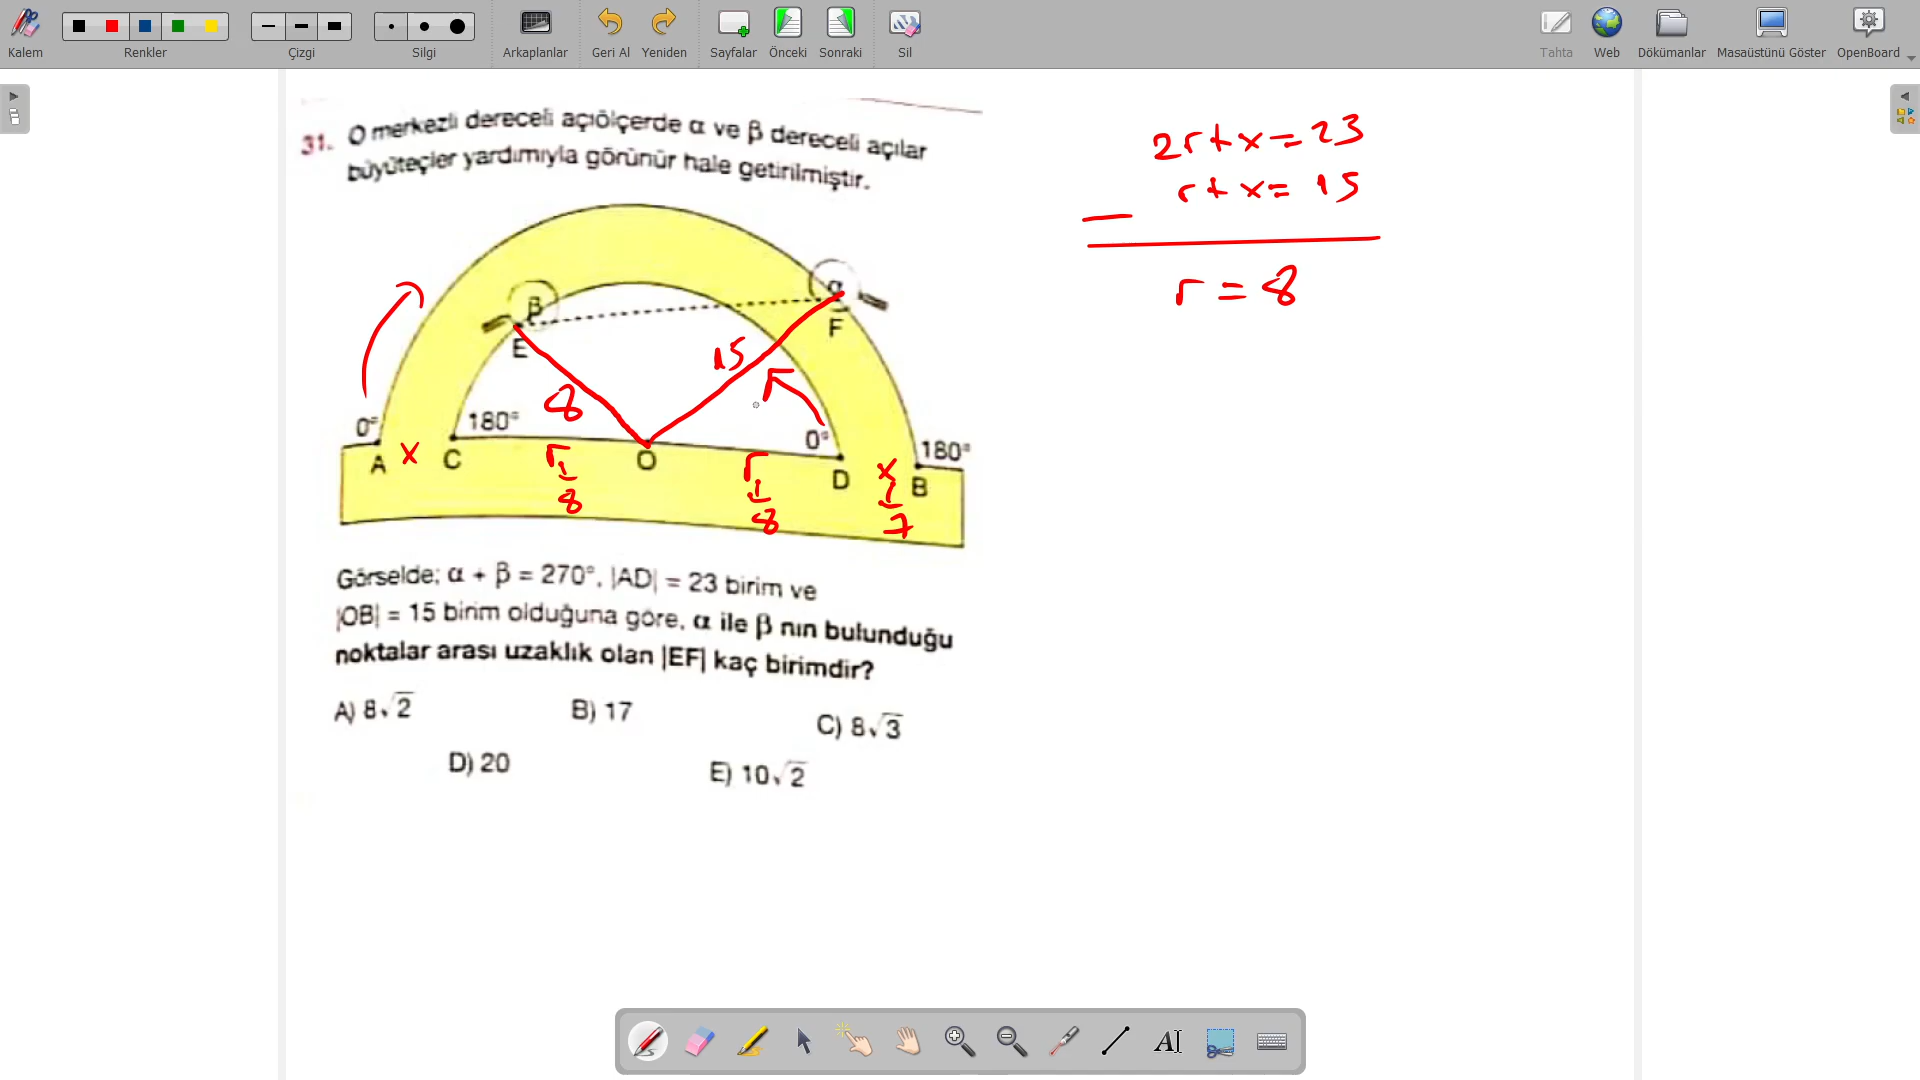 Kalem
Renkler
Çizgi
Silgi
Arkaplanlar
Geri Al
Yeniden
Sayfalar
Önceki
Sonraki
Sil
Tahta
Web
Dökümanlar
Masaüstünü Göster
OpenBoard
31. O merkezli dereceli açıölçerde α ve β dereceli açılar
büyüteçler yardımıyla görünür hale getirilmiştir.
2r+x=23
r+x=15
r=8
β
α
E
F
15
8
0°
180°
0°
180°
A
x
C
r
8
O
r
8
D
x
7
B
Görselde; α + β = 270°, |AD| = 23 birim ve
|OB| = 15 birim olduğuna göre, α ile β nın bulunduğu
noktalar arası uzaklık olan |EF| kaç birimdir?
A) 8√2
B) 17
C) 8√3
D) 20
E) 10√2